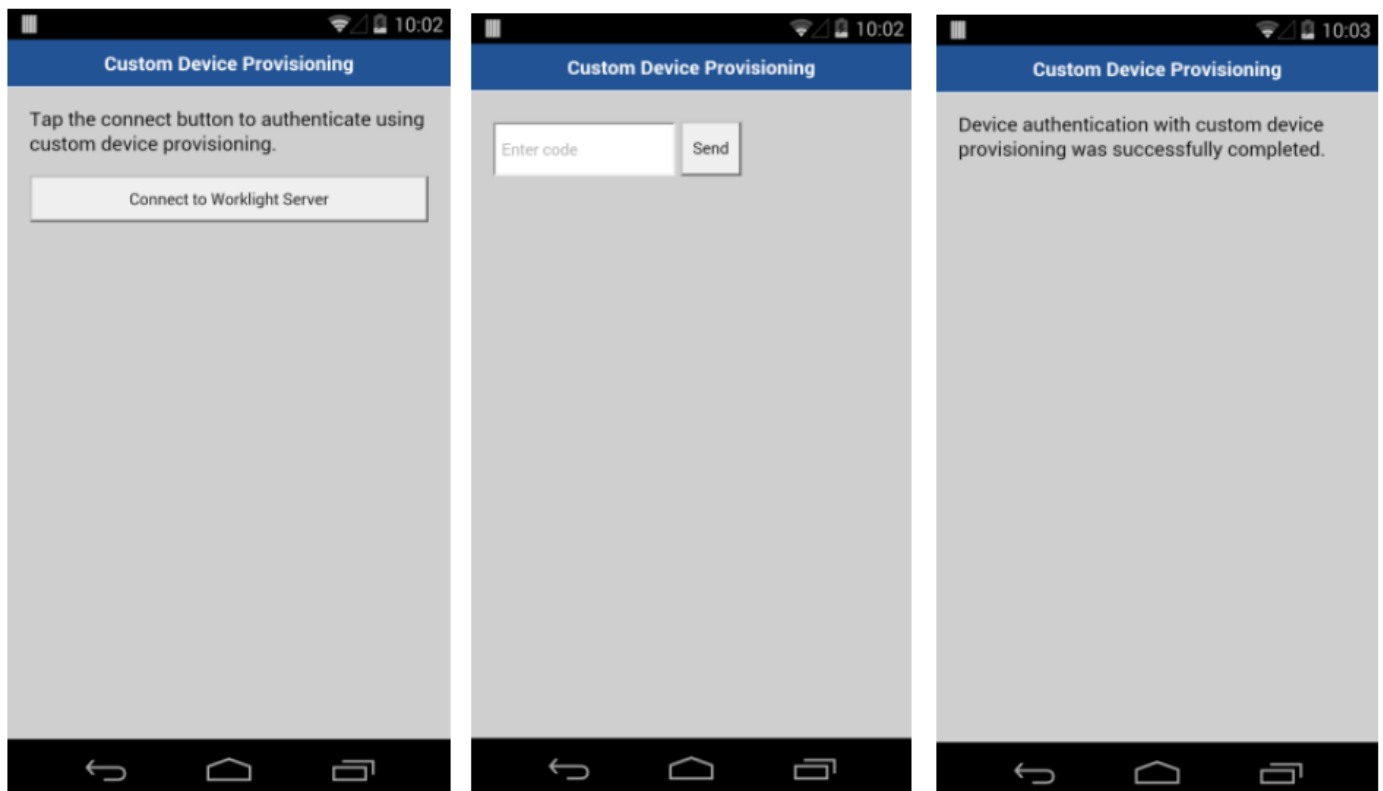 10:02
Custom Device Provisioning
Tap the connect button to authenticate using
custom device provisioning.
Connect to Worklight Server
10:02
Custom Device Provisioning
Enter code
Send
10:03
Custom Device Provisioning
Device authentication with custom device
provisioning was successfully completed.